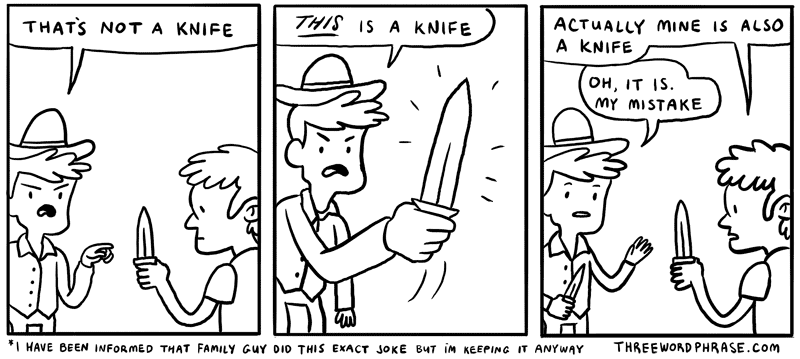 THAT'S NOT A KNIFE
THIS IS A KNIFE
ACTUALLY MINE IS ALSO
A KNIFE
OH, IT IS.
MY MISTAKE
*I HAVE BEEN INFORMED THAT FAMILY GUY DID THIS EXACT JOKE BUT iM KEEPING IT ANYWAY
THREEWORDPHRASE.COM